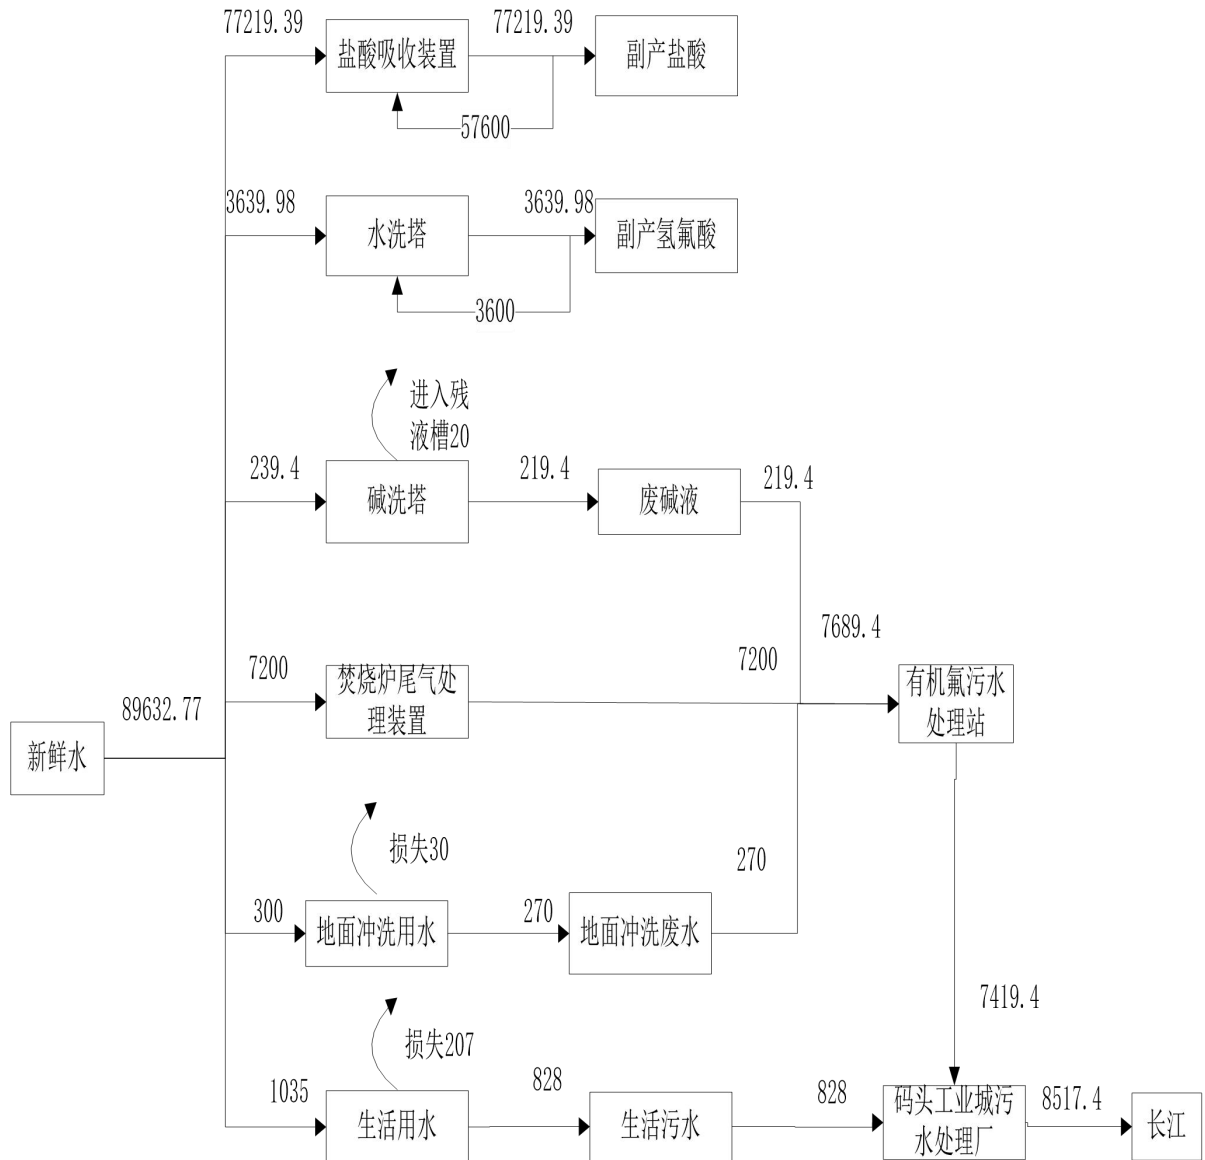 77219.39
盐酸吸收装置
77219.39
副产盐酸
57600
3639.98
水洗塔
3639.98
副产氢氟酸
3600
进入残
液槽20
239.4
碱洗塔
219.4
废碱液
219.4
7689.4
7200
焚烧炉尾气处
理装置
7200
有机氟污水
处理站
89632.77
新鲜水
损失30
300
地面冲洗用水
270
地面冲洗废水
270
7419.4
损失207
1035
生活用水
828
生活污水
828
码头工业城污
水处理厂
8517.4
长江